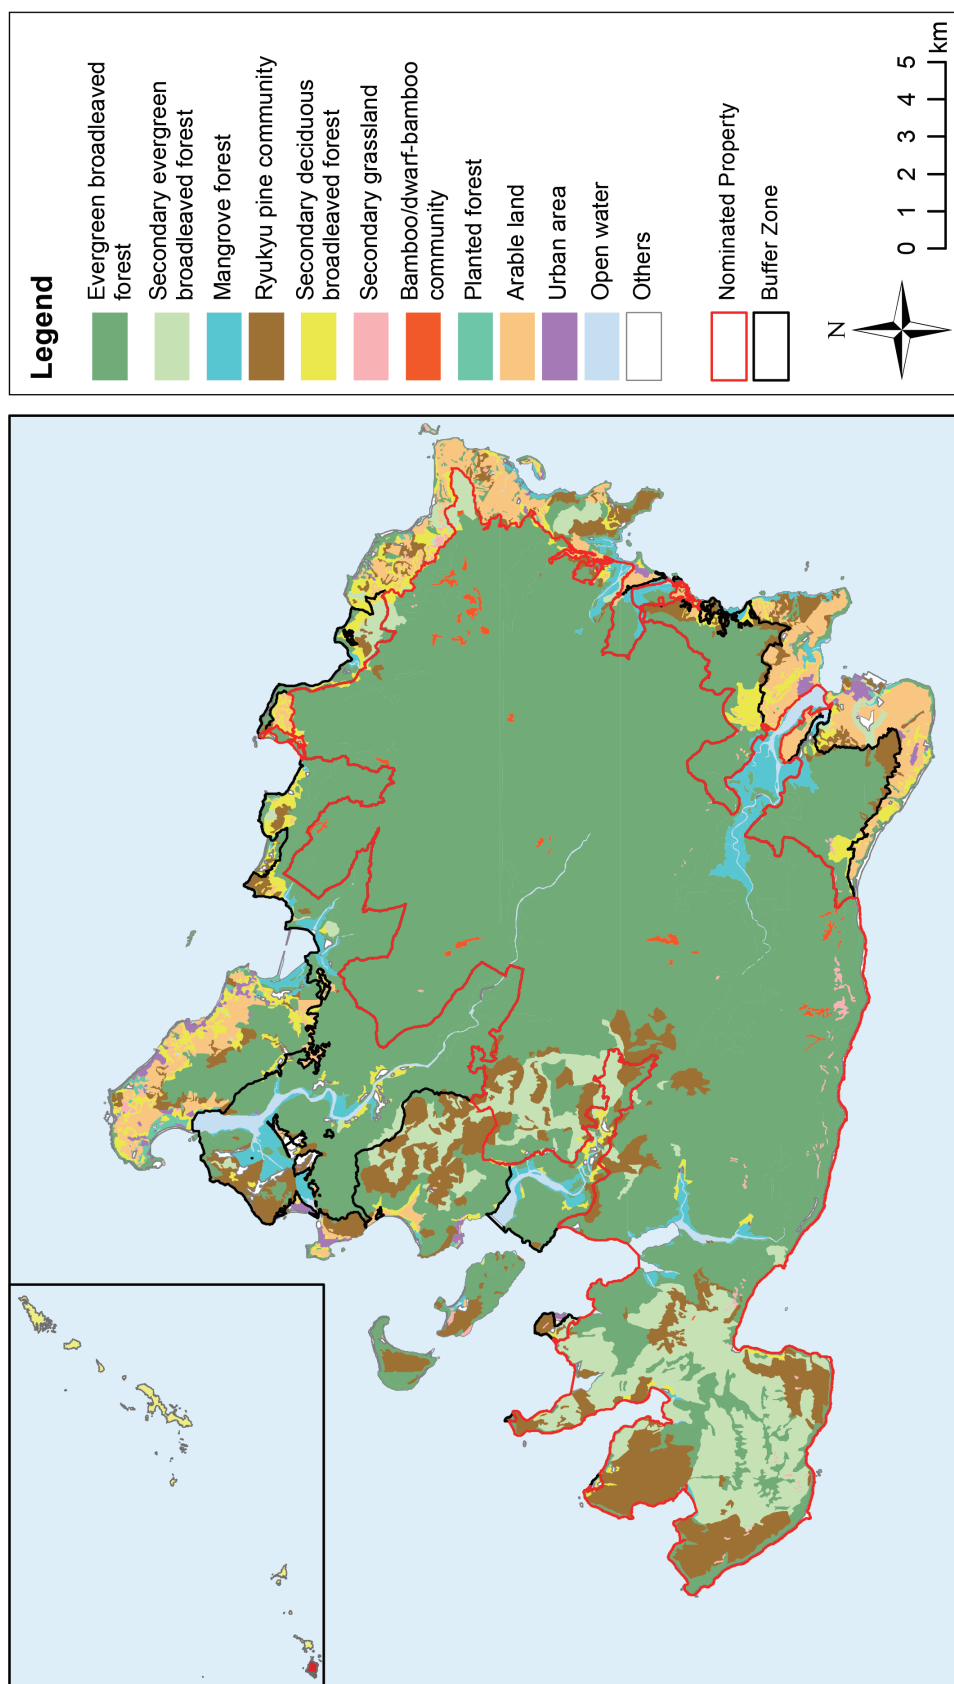 Legend
Evergreen broadleaved
forest
Secondary evergreen
broadleaved forest
Mangrove forest
Ryukyu pine community
Secondary deciduous
broadleaved forest
Secondary grassland
Bamboo/dwarf-bamboo
community
Planted forest
Arable land
Urban area
Open water
Others
Nominated Property
Buffer Zone
N
0 1 2 3 4 5
km